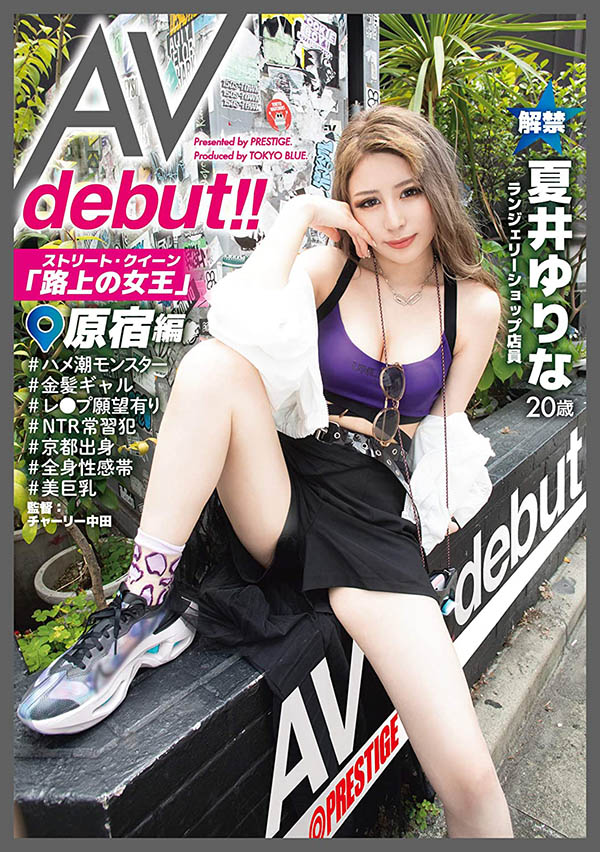 AV
debut!!
Presented by PRESTIGE.
Produced by TOKYO BLUE.
ストリート・クイーン
「路上の女王」
原宿編
#ハメ潮モンスター
#金髪ギャル
#レ●プ願望有り
#NTR常習犯
#京都出身
#全身性感帯
#美巨乳
監督:
チャーリー中田
解禁
夏井ゆりな
ランジェリーショップ店員
20歳
AV debut
@PRESTIGE